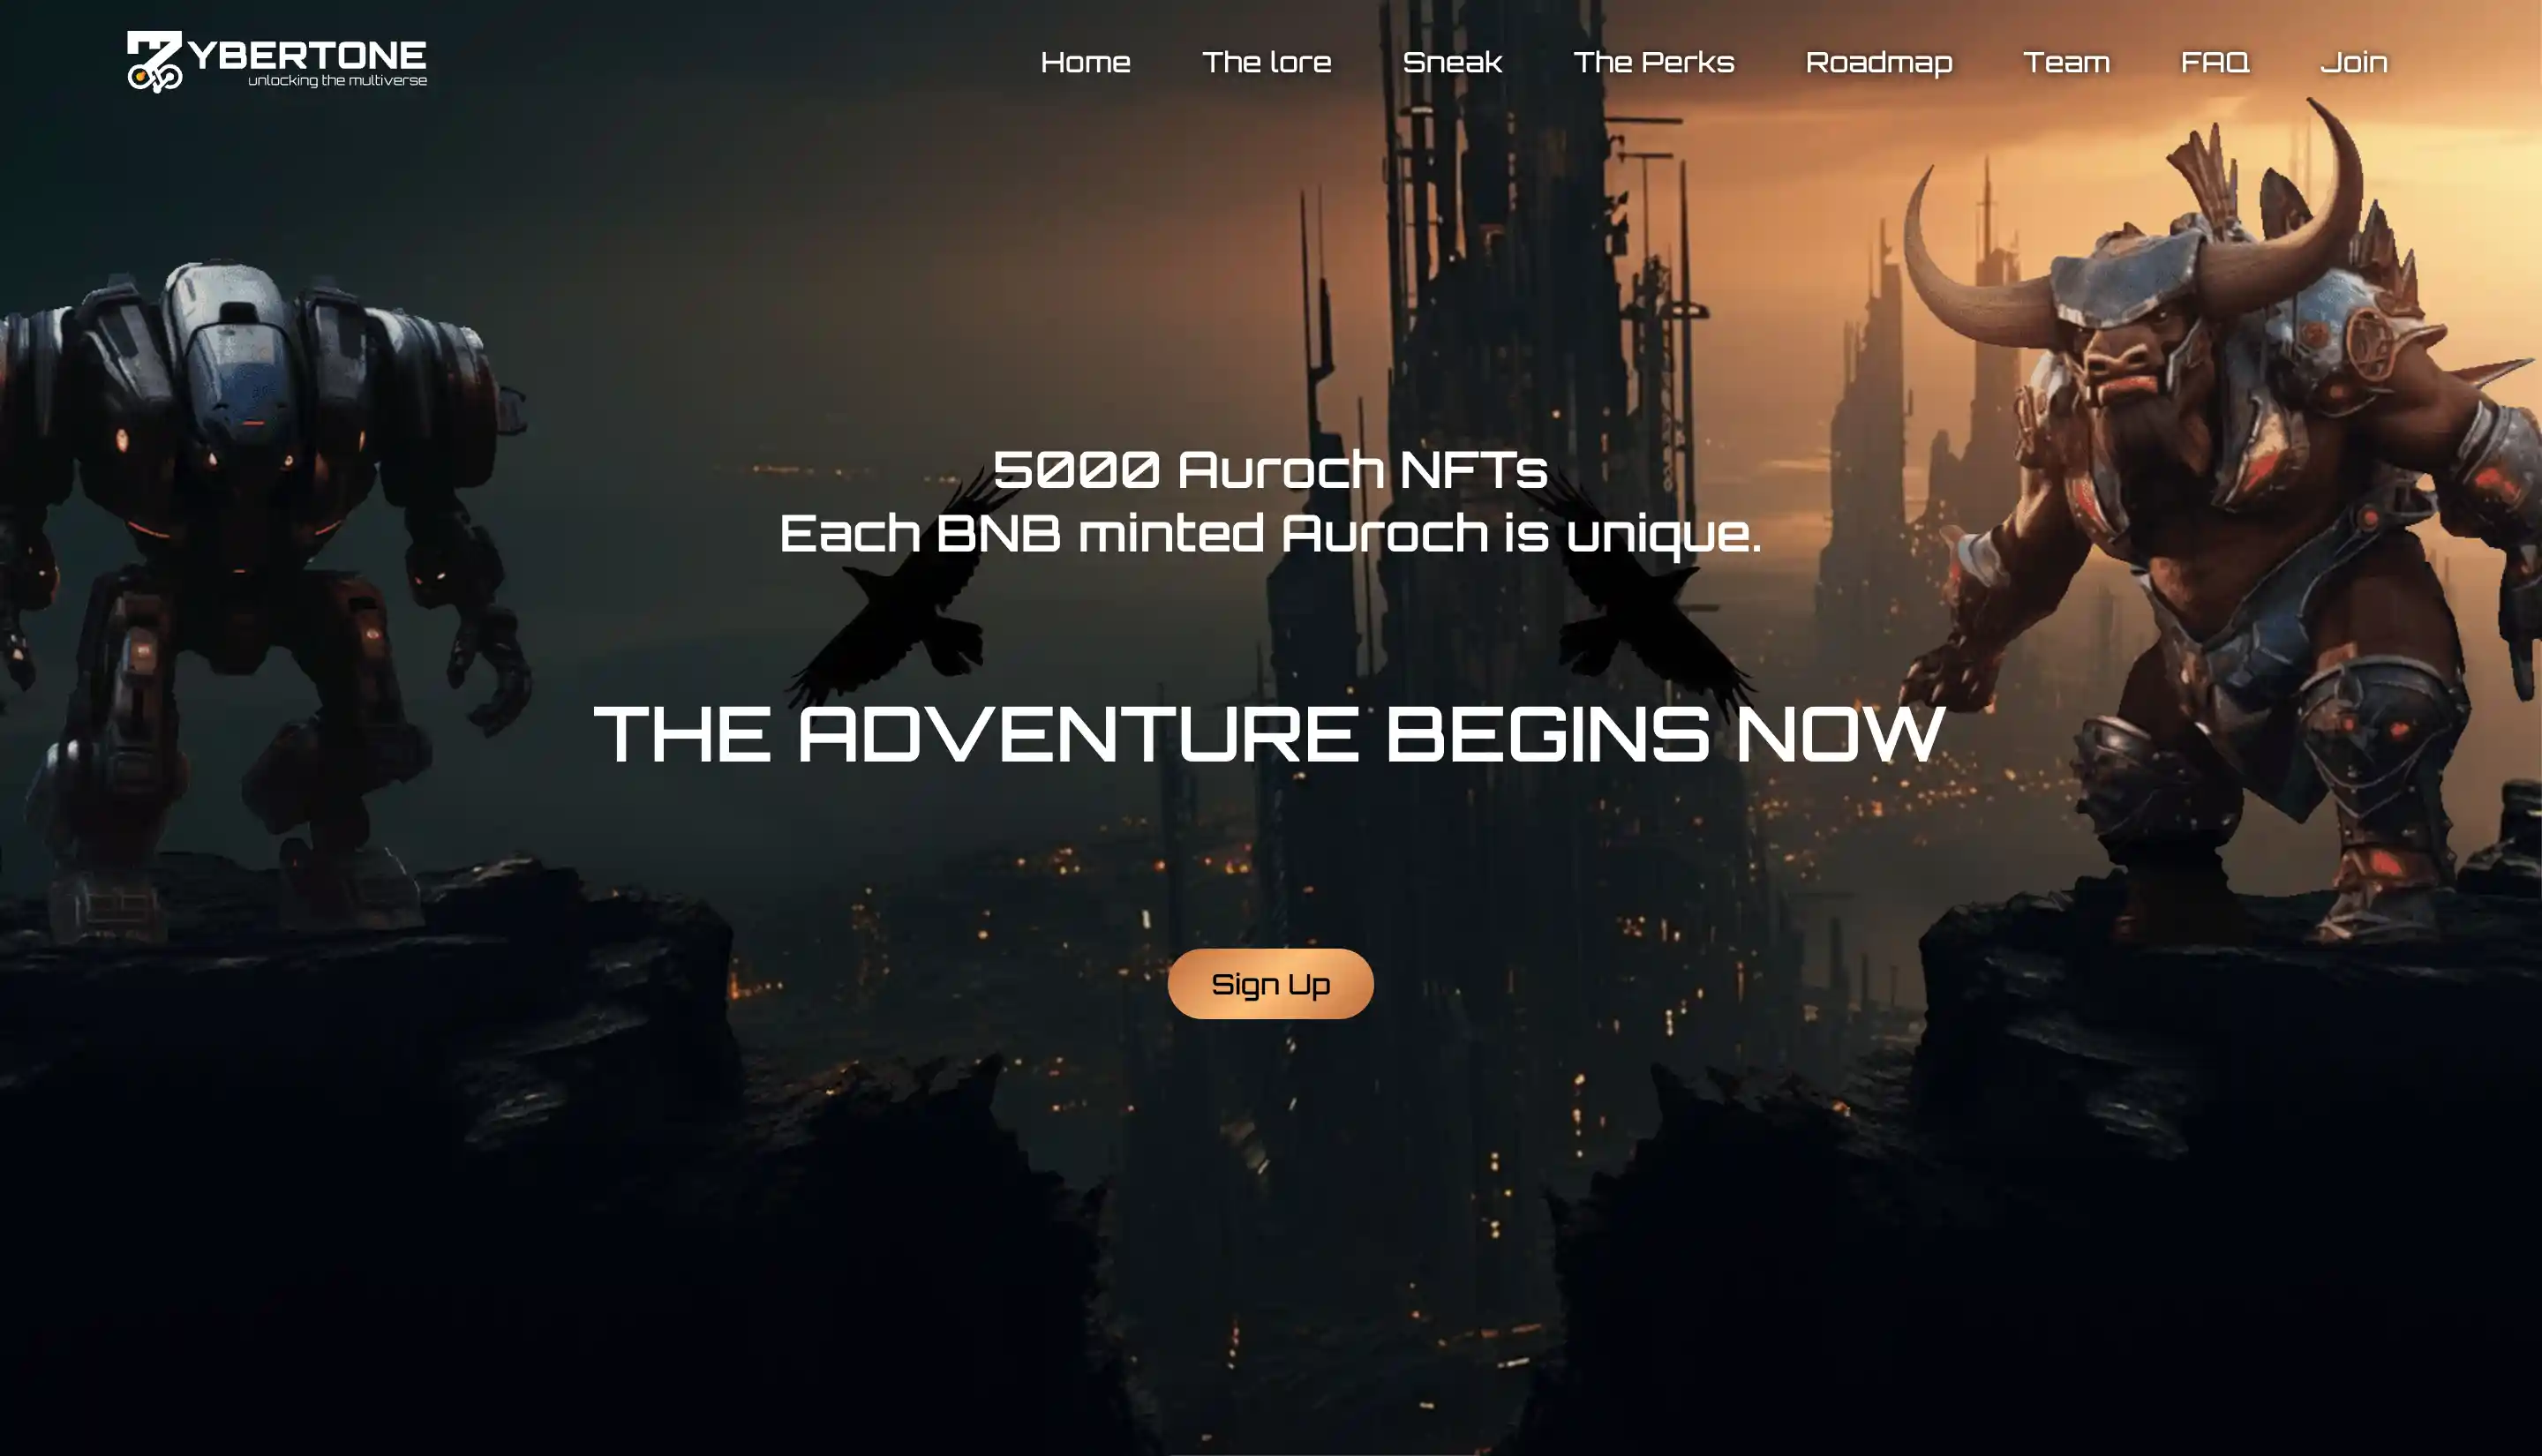 ZYBERTONE
unlocking the multiverse
Home The lore Sneak The Perks Roadmap Team FAQ Join
5000 Auroch NFTs
Each BNB minted Auroch is unique.
THE ADVENTURE BEGINS NOW
Sign Up